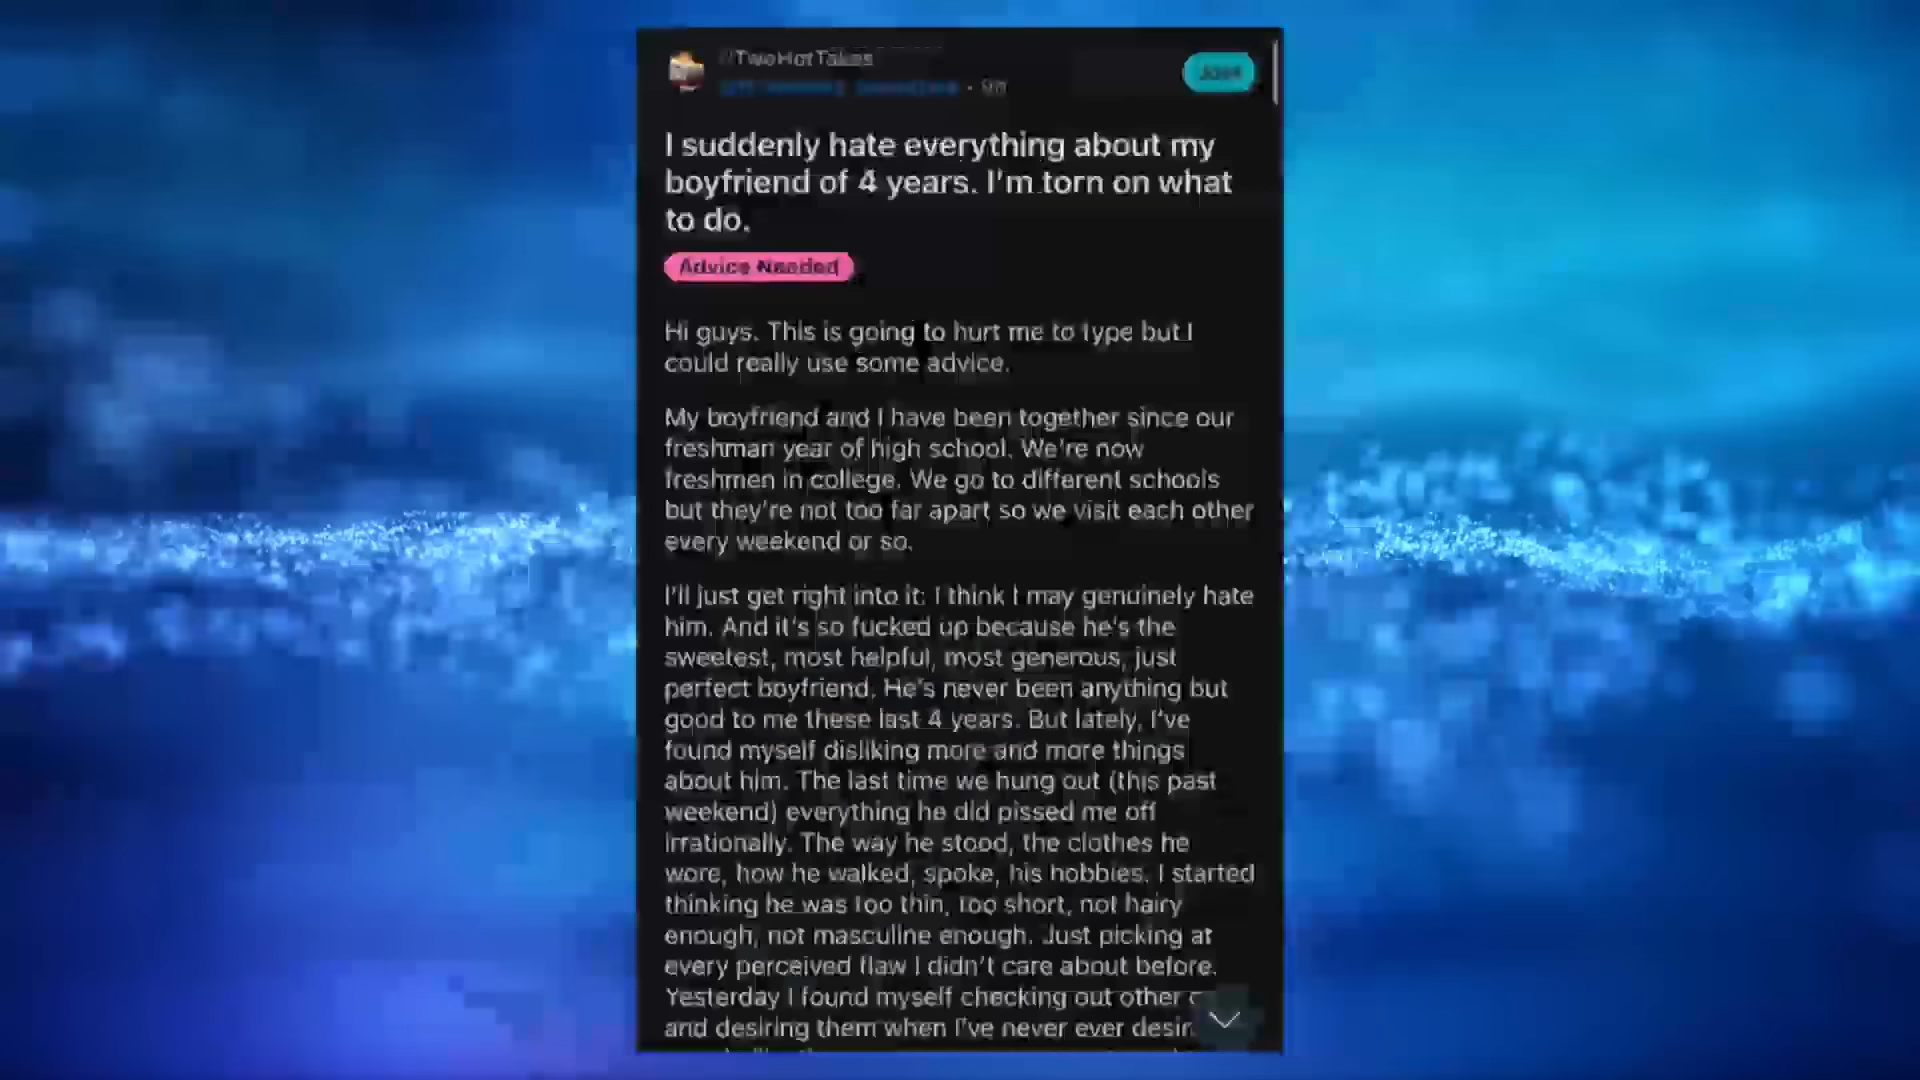 TwoHotTakes
Join
I suddenly hate everything about my
boyfriend of 4 years. I'm torn on what
to do.
Advice Needed
Hi guys. This is going to hurt me to type but I
could really use some advice.
My boyfriend and I have been together since our
freshman year of high school. We're now
freshmen in college. We go to different schools
but they're not too far apart so we visit each other
every weekend or so.
I'll just get right into it: I think I may genuinely hate
him. And it's so fucked up because he's the
sweetest, most helpful, most generous, just
perfect boyfriend. He's never been anything but
good to me these last 4 years. But lately, I've
found myself disliking more and more things
about him. The last time we hung out (this past
weekend) everything he did pissed me off
irrationally. The way he stood, the clothes he
wore, how he walked, spoke, his hobbies. I started
thinking he was too thin, too short, not hairy
enough, not masculine enough. Just picking at
every perceived flaw I didn't care about before.
Yesterday I found myself checking out other
and desiring them when I've never ever